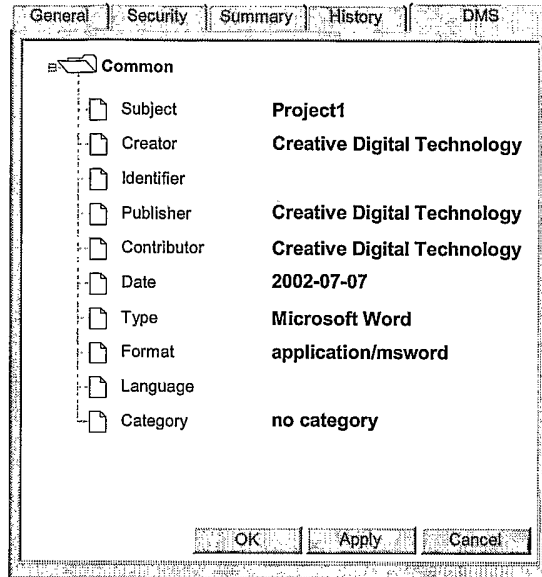 General Security Summary History DMS
Common
Subject Project1
Creator Creative Digital Technology
Identifier
Publisher Creative Digital Technology
Contributor Creative Digital Technology
Date 2002-07-07
Type Microsoft Word
Format application/msword
Language
Category no category
OK Apply Cancel